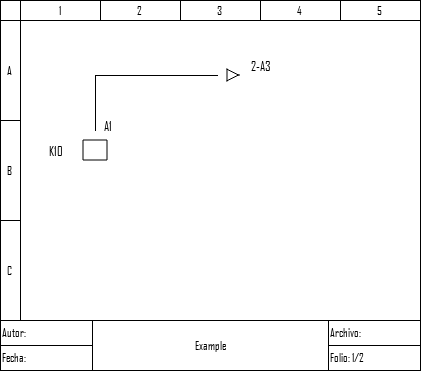 1 2 3 4 5
A
2-A3
A1
K10
B
C
Autor:
Example
Archivo:
Fecha:
Folio: 1/2